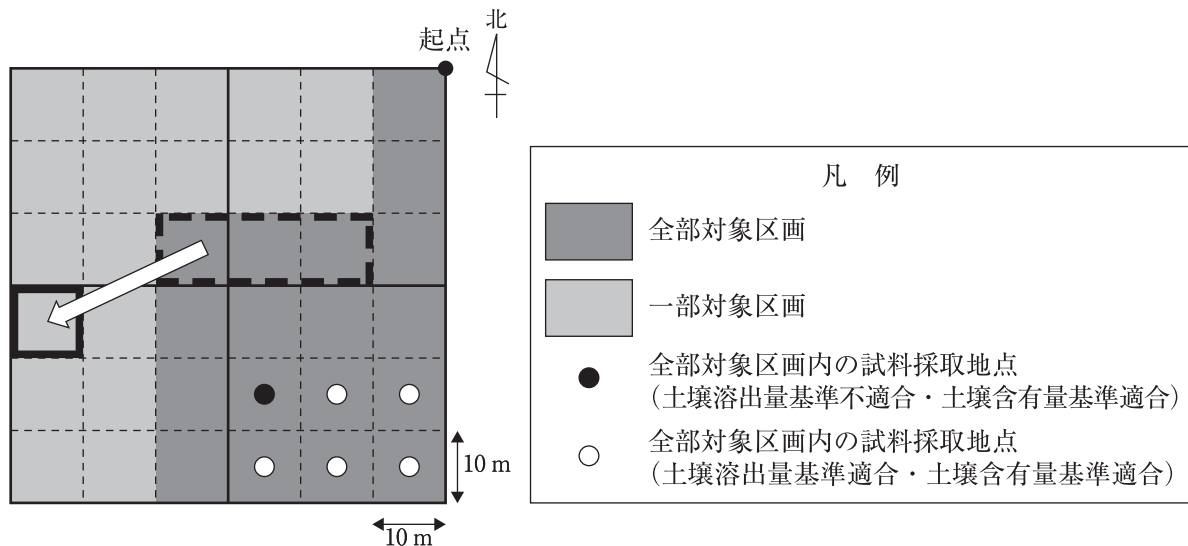 北
起点
凡 例
全部対象区画
一部対象区画
全部対象区画内の試料採取地点
(土壌溶出量基準不適合・土壌含有量基準適合)
全部対象区画内の試料採取地点
(土壌溶出量基準適合・土壌含有量基準適合)
10 m
10 m